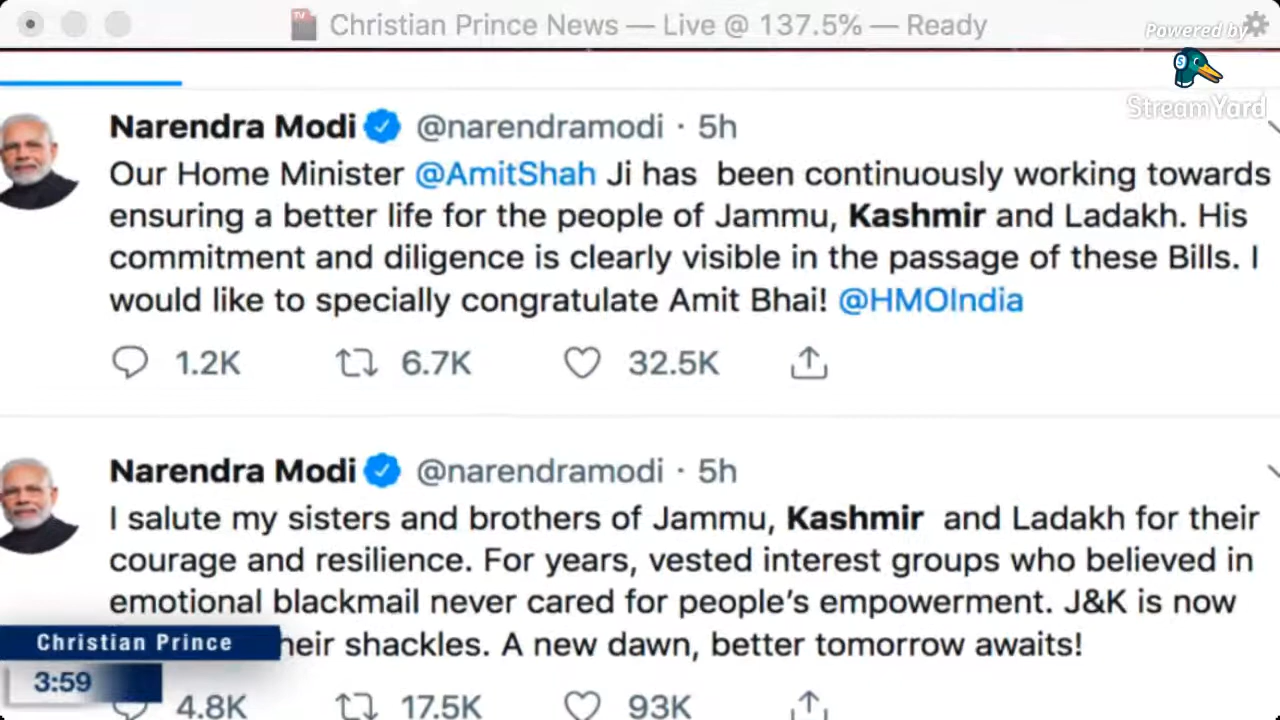 Christian Prince News — Live @ 137.5% — Ready
Powered by
StreamYard
Narendra Modi @narendramodi · 5h
Our Home Minister @AmitShah Ji has been continuously working towards
ensuring a better life for the people of Jammu, Kashmir and Ladakh. His
commitment and diligence is clearly visible in the passage of these Bills. I
would like to specially congratulate Amit Bhai! @HMOIndia
1.2K 6.7K 32.5K
Narendra Modi @narendramodi · 5h
I salute my sisters and brothers of Jammu, Kashmir and Ladakh for their
courage and resilience. For years, vested interest groups who believed in
emotional blackmail never cared for people's empowerment. J&K is now
heir shackles. A new dawn, better tomorrow awaits!
Christian Prince
3:59
4.8K 17.5K 93K